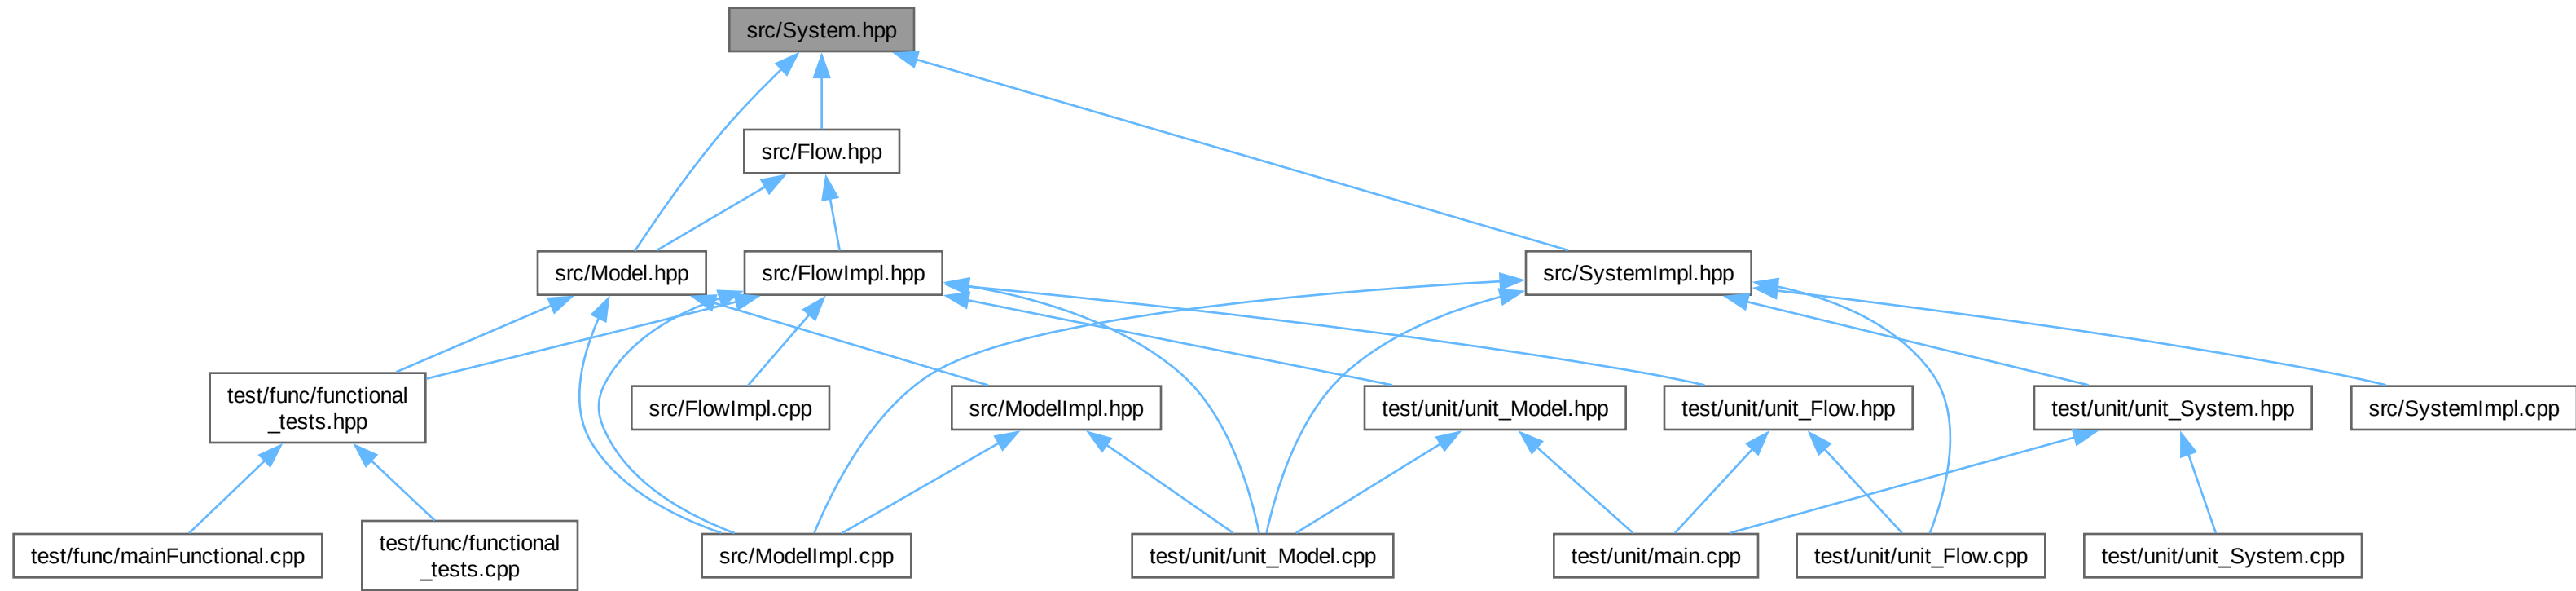 src/System.hpp
src/Flow.hpp
src/Model.hpp
src/FlowImpl.hpp
src/SystemImpl.hpp
test/func/functional
_tests.hpp
src/FlowImpl.cpp
src/ModelImpl.hpp
test/unit/unit_Model.hpp
test/unit/unit_Flow.hpp
test/unit/unit_System.hpp
src/SystemImpl.cpp
test/func/mainFunctional.cpp
test/func/functional
_tests.cpp
src/ModelImpl.cpp
test/unit/unit_Model.cpp
test/unit/main.cpp
test/unit/unit_Flow.cpp
test/unit/unit_System.cpp